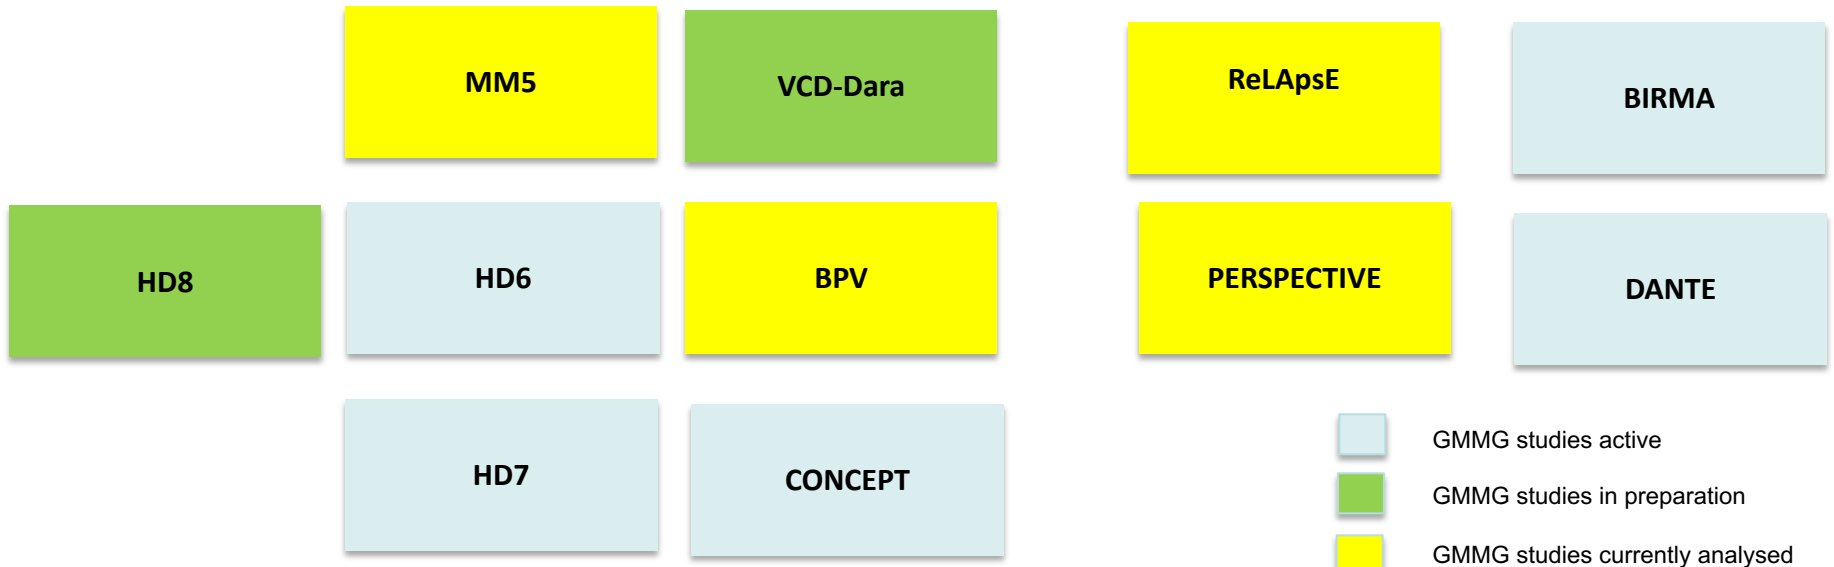 MM5
VCD-Dara
ReLApsE
BIRMA
HD8
HD6
BPV
PERSPECTIVE
DANTE
HD7
CONCEPT
GMMG studies active
GMMG studies in preparation
GMMG studies currently analysed